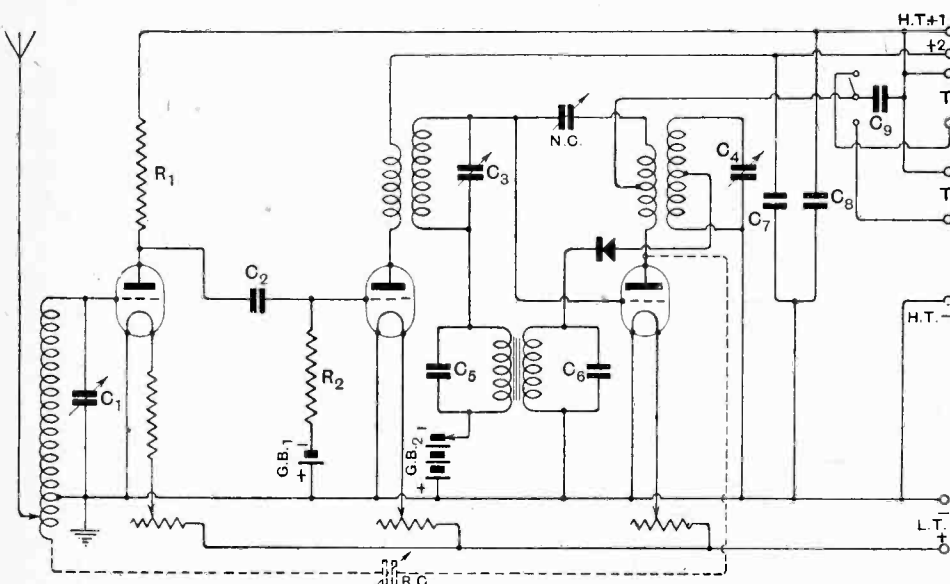 H.T.+1
+2
T
C9
R1
C3
N.C.
C4
T
C7
C8
C2
H.T.−
C1
R2
C5
C6
G.B.1
−
+
G.B.2
−
+
−
L.T.
+
R.C.